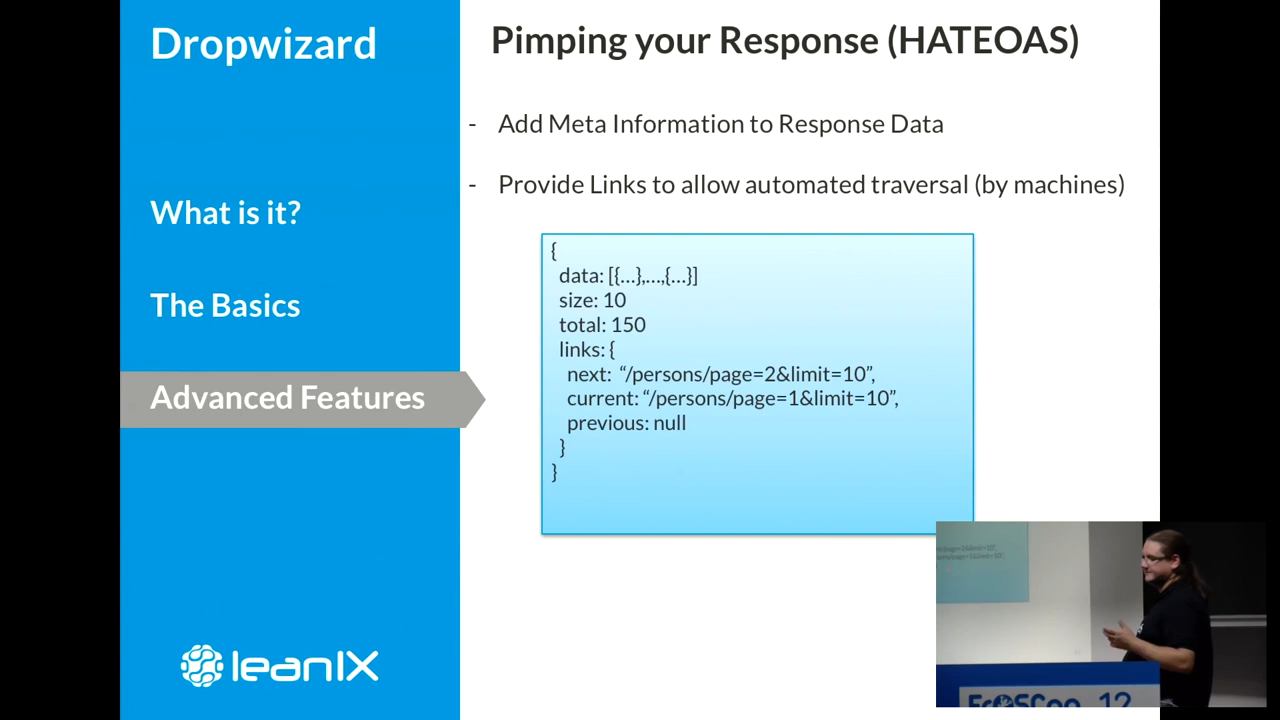 Dropwizard
What is it?
The Basics
Advanced Features
leanIX
Pimping your Response (HATEOAS)
- Add Meta Information to Response Data
- Provide Links to allow automated traversal (by machines)
{
data: [{...},...,{...}]
size: 10
total: 150
links: {
next: “/persons/page=2&limit=10”,
current: “/persons/page=1&limit=10”,
previous: null
}
}
FrOSCon 12